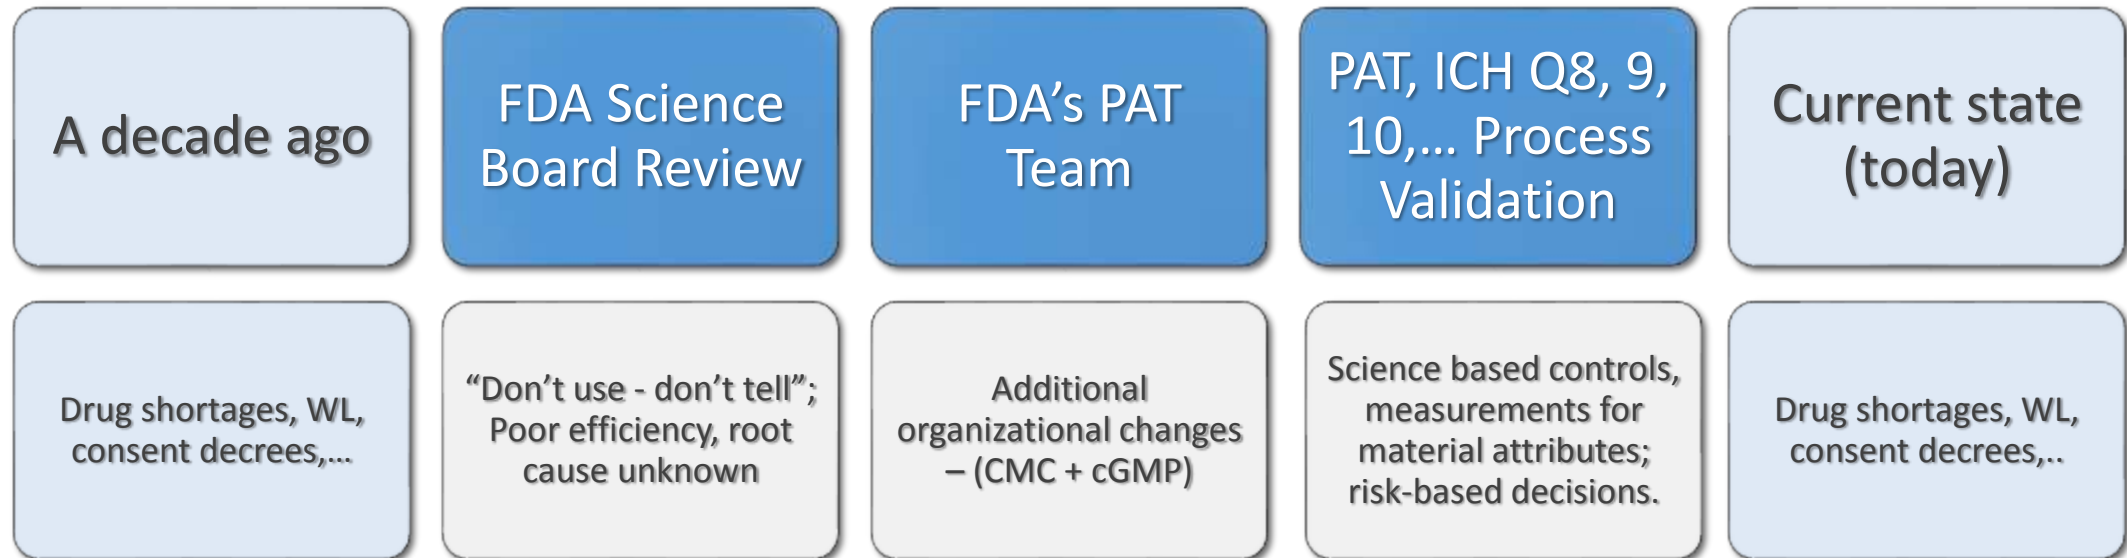 A decade ago
FDA Science
Board Review
FDA’s PAT
Team
PAT, ICH Q8, 9,
10,... Process
Validation
Current state
(today)
Drug shortages, WL,
consent decrees,...
“Don’t use - don’t tell”;
Poor efficiency, root
cause unknown
Additional
organizational changes
– (CMC + cGMP)
Science based controls,
measurements for
material attributes;
risk-based decisions.
Drug shortages, WL,
consent decrees,..